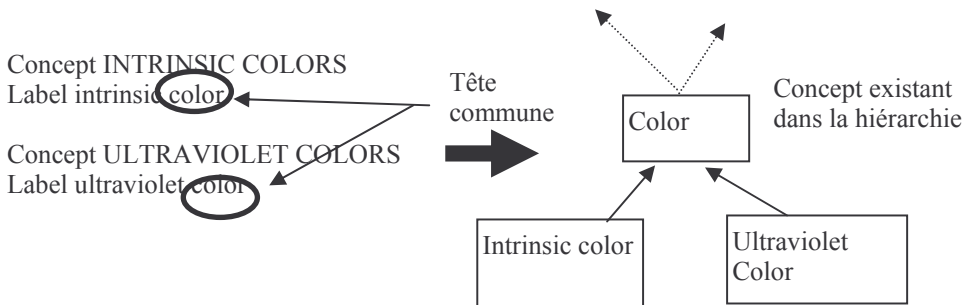 Concept INTRINSIC COLORS
Label intrinsic color
Concept ULTRAVIOLET COLORS
Label ultraviolet color
Tête
commune
Color
Concept existant
dans la hiérarchie
Intrinsic color
Ultraviolet
Color